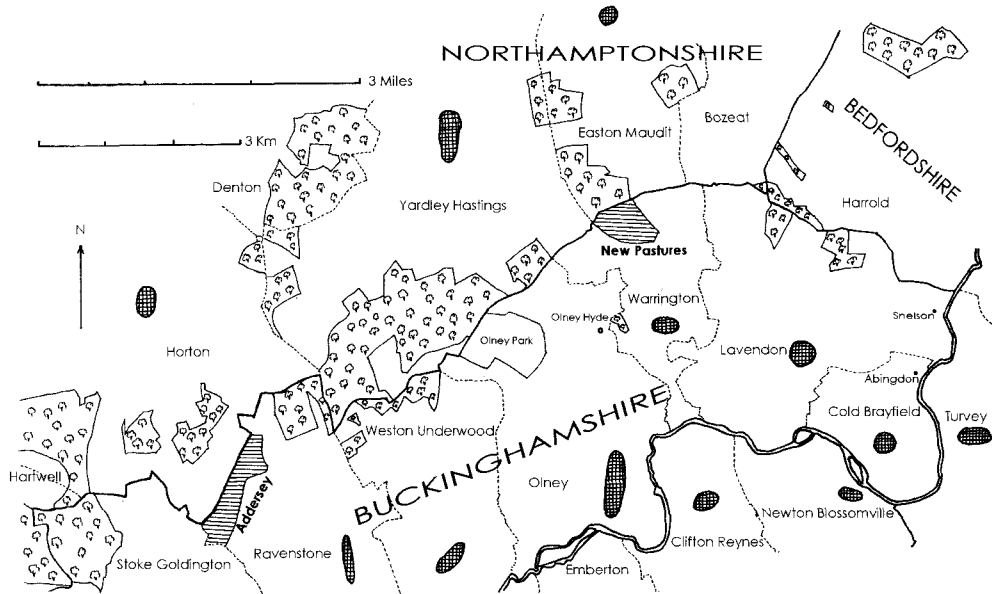 NORTHAMPTONSHIRE
3 Miles
BEDFORDSHIRE
Bozeat
Easton Maudit
3 Km
Denton
Yardley Hastings
Harrold
N
New Pastures
Warrington
Olney Hyde
Snelson
Olney Park
Horton
Lavendon
Abingdon
BUCKINGHAMSHIRE
Cold Brayfield
Turvey
Weston Underwood
Hartwell
Olney
Addersey
Newton Blossomville
Clifton Reynes
Ravenstone
Stoke Goldington
Emberton